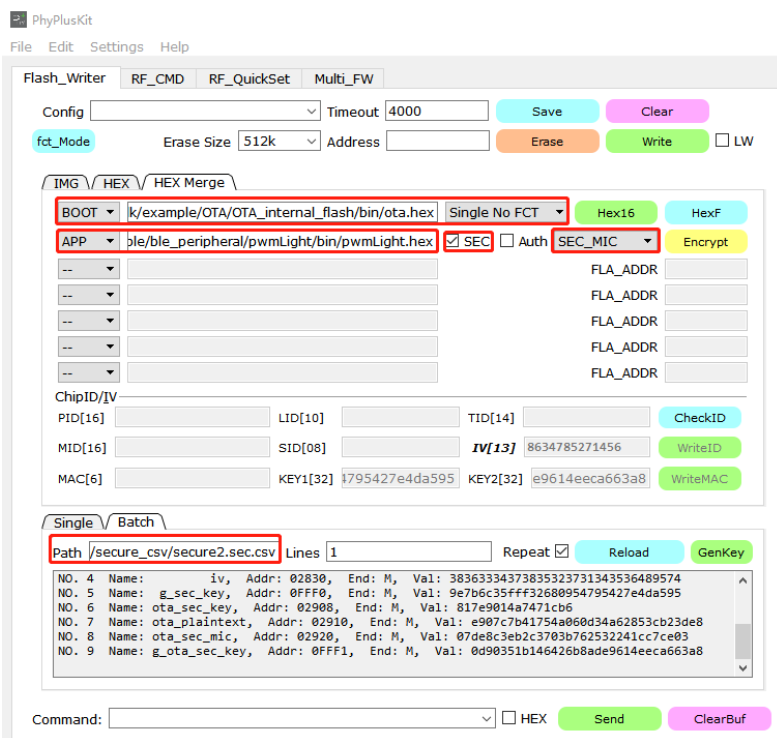 PhyPlusKit
File Edit Settings Help
Flash_Writer RF_CMD RF_QuickSet Multi_FW
Config Timeout 4000 Save Clear
fct_Mode Erase Size 512k Address Erase Write LW
IMG HEX HEX Merge
BOOT k/example/OTA/OTA_internal_flash/bin/ota.hex Single No FCT Hex16 HexF
APP ple/ble_peripheral/pwmLight/bin/pwmLight.hex SEC Auth SEC_MIC Encrypt
-- FLA_ADDR
-- FLA_ADDR
-- FLA_ADDR
-- FLA_ADDR
-- FLA_ADDR
ChipID/IV
PID[16] LID[10] TID[14] CheckID
MID[16] SID[08] IV[13] 8634785271456 WriteID
MAC[6] KEY1[32] 4795427e4da595 KEY2[32] e9614eeca663a8 WriteMAC
Single Batch
Path /secure_csv/secure2.sec.csv Lines 1 Repeat Reload GenKey
NO. 4 Name: iv, Addr: 02830, End: M, Val: 38363334373835323731343536489574
NO. 5 Name: g_sec_key, Addr: 0FFF0, End: M, Val: 9e7b6c35fff32680954795427e4da595
NO. 6 Name: ota_sec_key, Addr: 02908, End: M, Val: 817e9014a7471cb6
NO. 7 Name: ota_plaintext, Addr: 02910, End: M, Val: e907c7b41754a060d34a62853cb23de8
NO. 8 Name: ota_sec_mic, Addr: 02920, End: M, Val: 07de8c3eb2c3703b762532241cc7ce03
NO. 9 Name: g_ota_sec_key, Addr: 0FFF1, End: M, Val: 0d90351b146426b8ade9614eeca663a8
Command: HEX Send ClearBuf